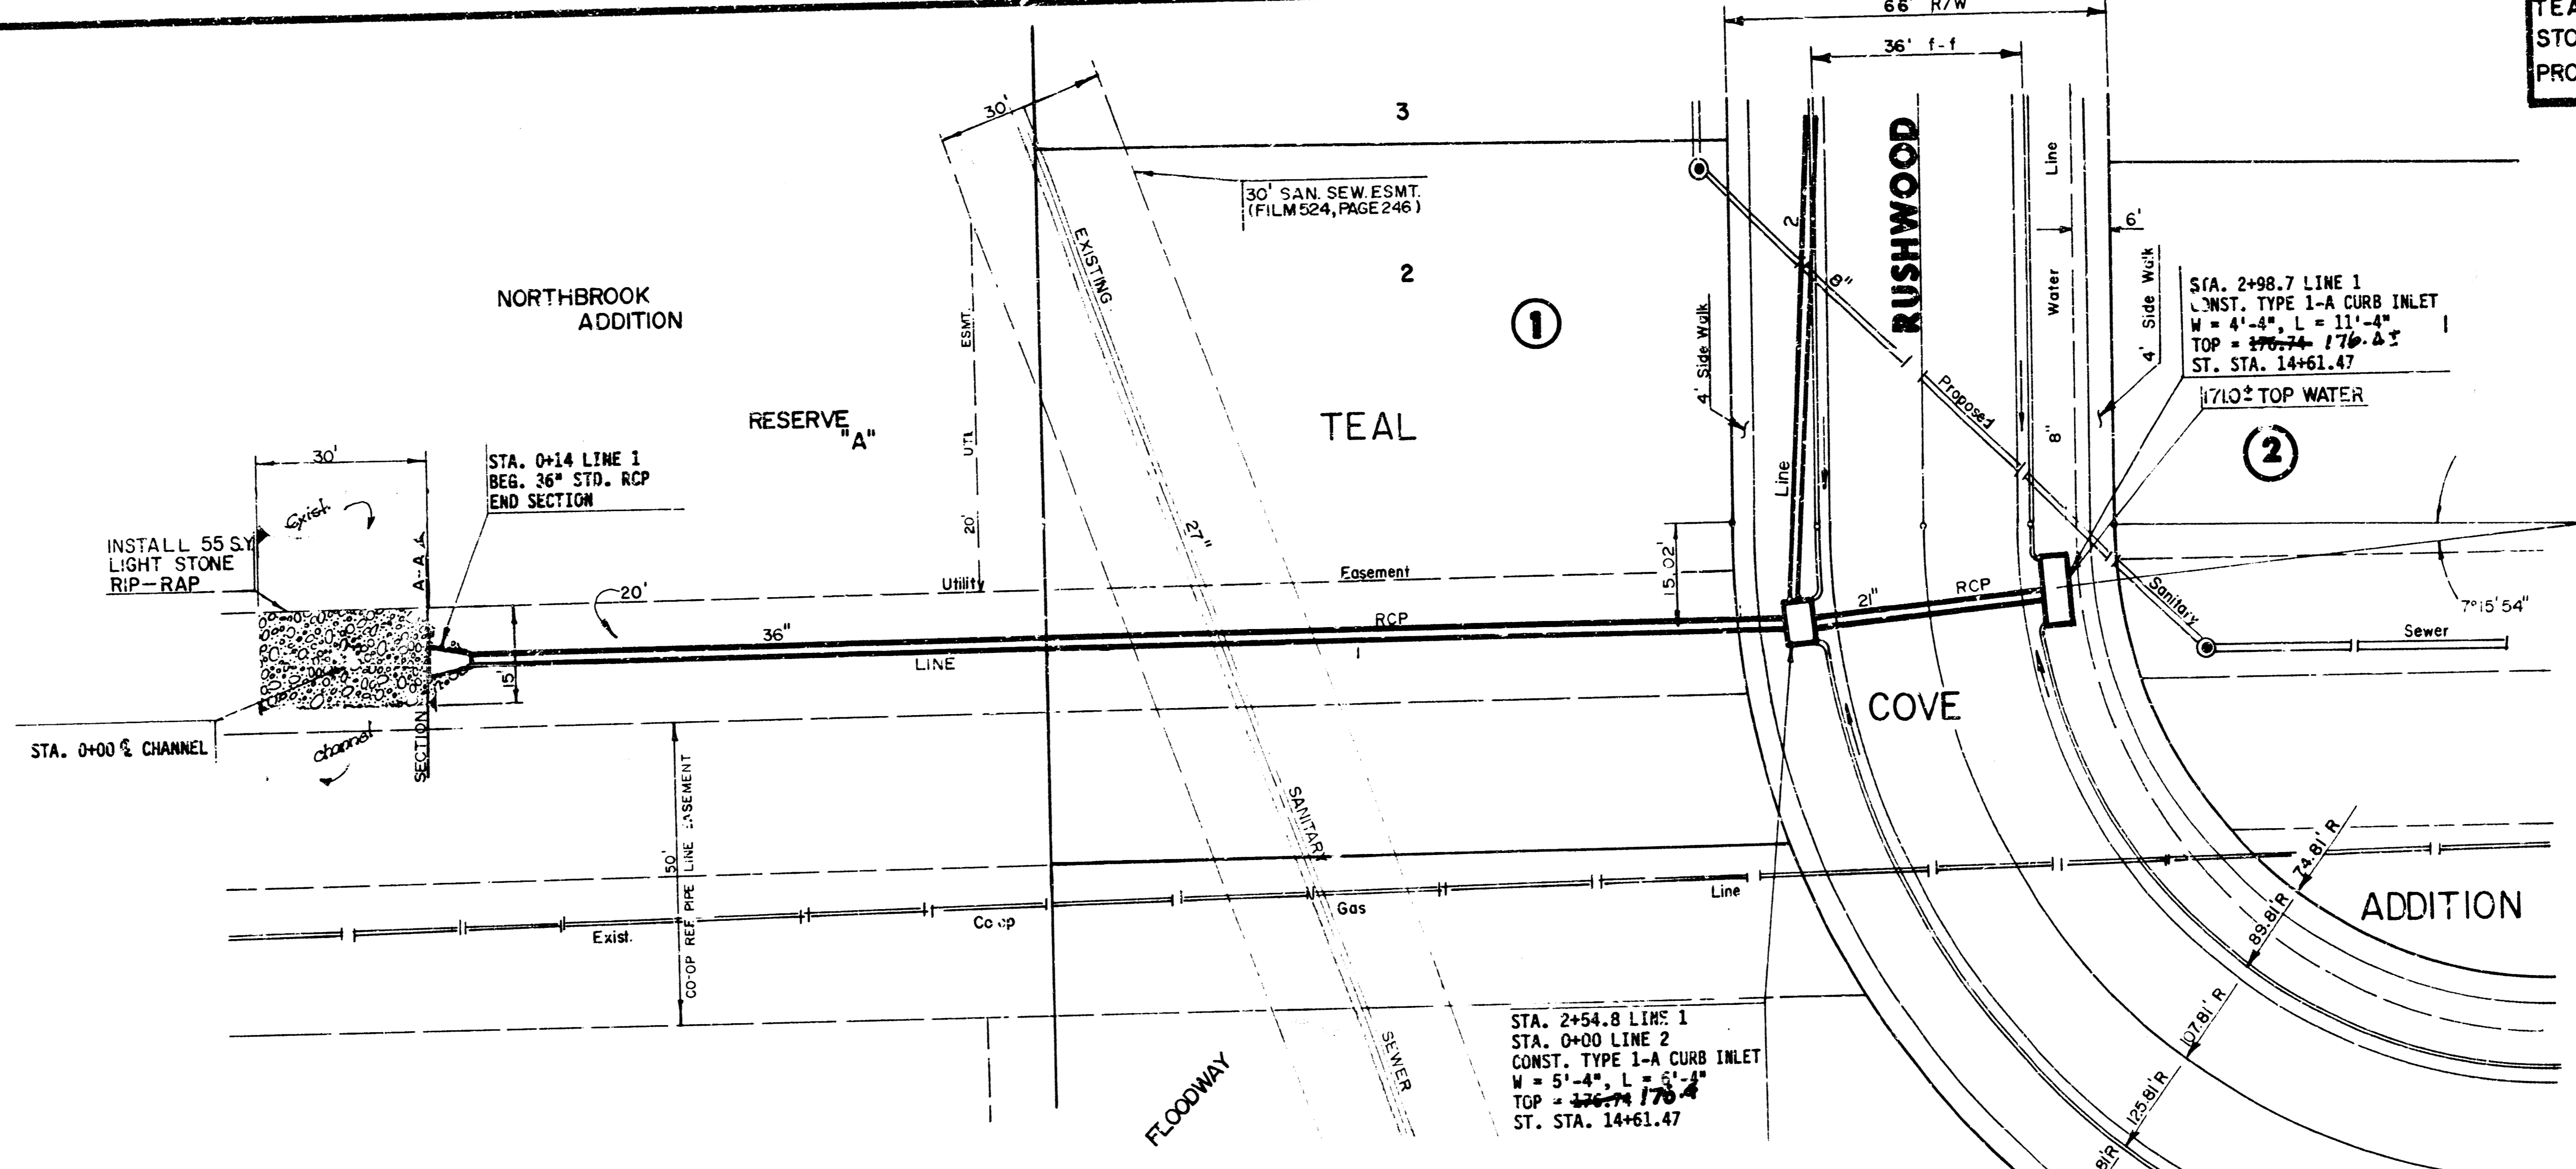 66' R/W
36' f-f
TEA
STO
PRO
3
30'
30' SAN. SEW. ESMT.
(FILM 524, PAGE 246)
EXISTING
2
RUSHWOOD
Line
Water
8"
6'
4' Side Walk
4' Side Walk
2
Line
8"
Proposed
Sanitary
Sewer
NORTHBROOK
ADDITION
1
STA. 2+98.7 LINE 1
CONST. TYPE 1-A CURB INLET
W = 4'-4", L = 11'-4"
TOP = 176.74
ST. STA. 14+61.47
171.0± TOP WATER
2
RESERVE
"A"
20' UTIL ESMT.
TEAL
30'
STA. 0+14 LINE 1
BEG. 36" STD. RCP
END SECTION
Exist.
INSTALL 55 S.Y.
LIGHT STONE
RIP-RAP
SECTION A-A
27"
15.02'
20'
Utility
Easement
36"
RCP
LINE
1
21"
RCP
7°15'54"
15'
COVE
STA. 0+00 ℄ CHANNEL
channel
50'
CO-OP REF. PIPE LINE EASEMENT
SANITARY
SEWER
Exist.
Co-op
Gas
Line
74.81' R
89.81' R
107.81' R
125.81' R
81'R
ADDITION
FLOODWAY
STA. 2+54.8 LINE 1
STA. 0+00 LINE 2
CONST. TYPE 1-A CURB INLET
W = 5'-4", L = 6'-4"
TOP = 176.74 176.4
ST. STA. 14+61.47